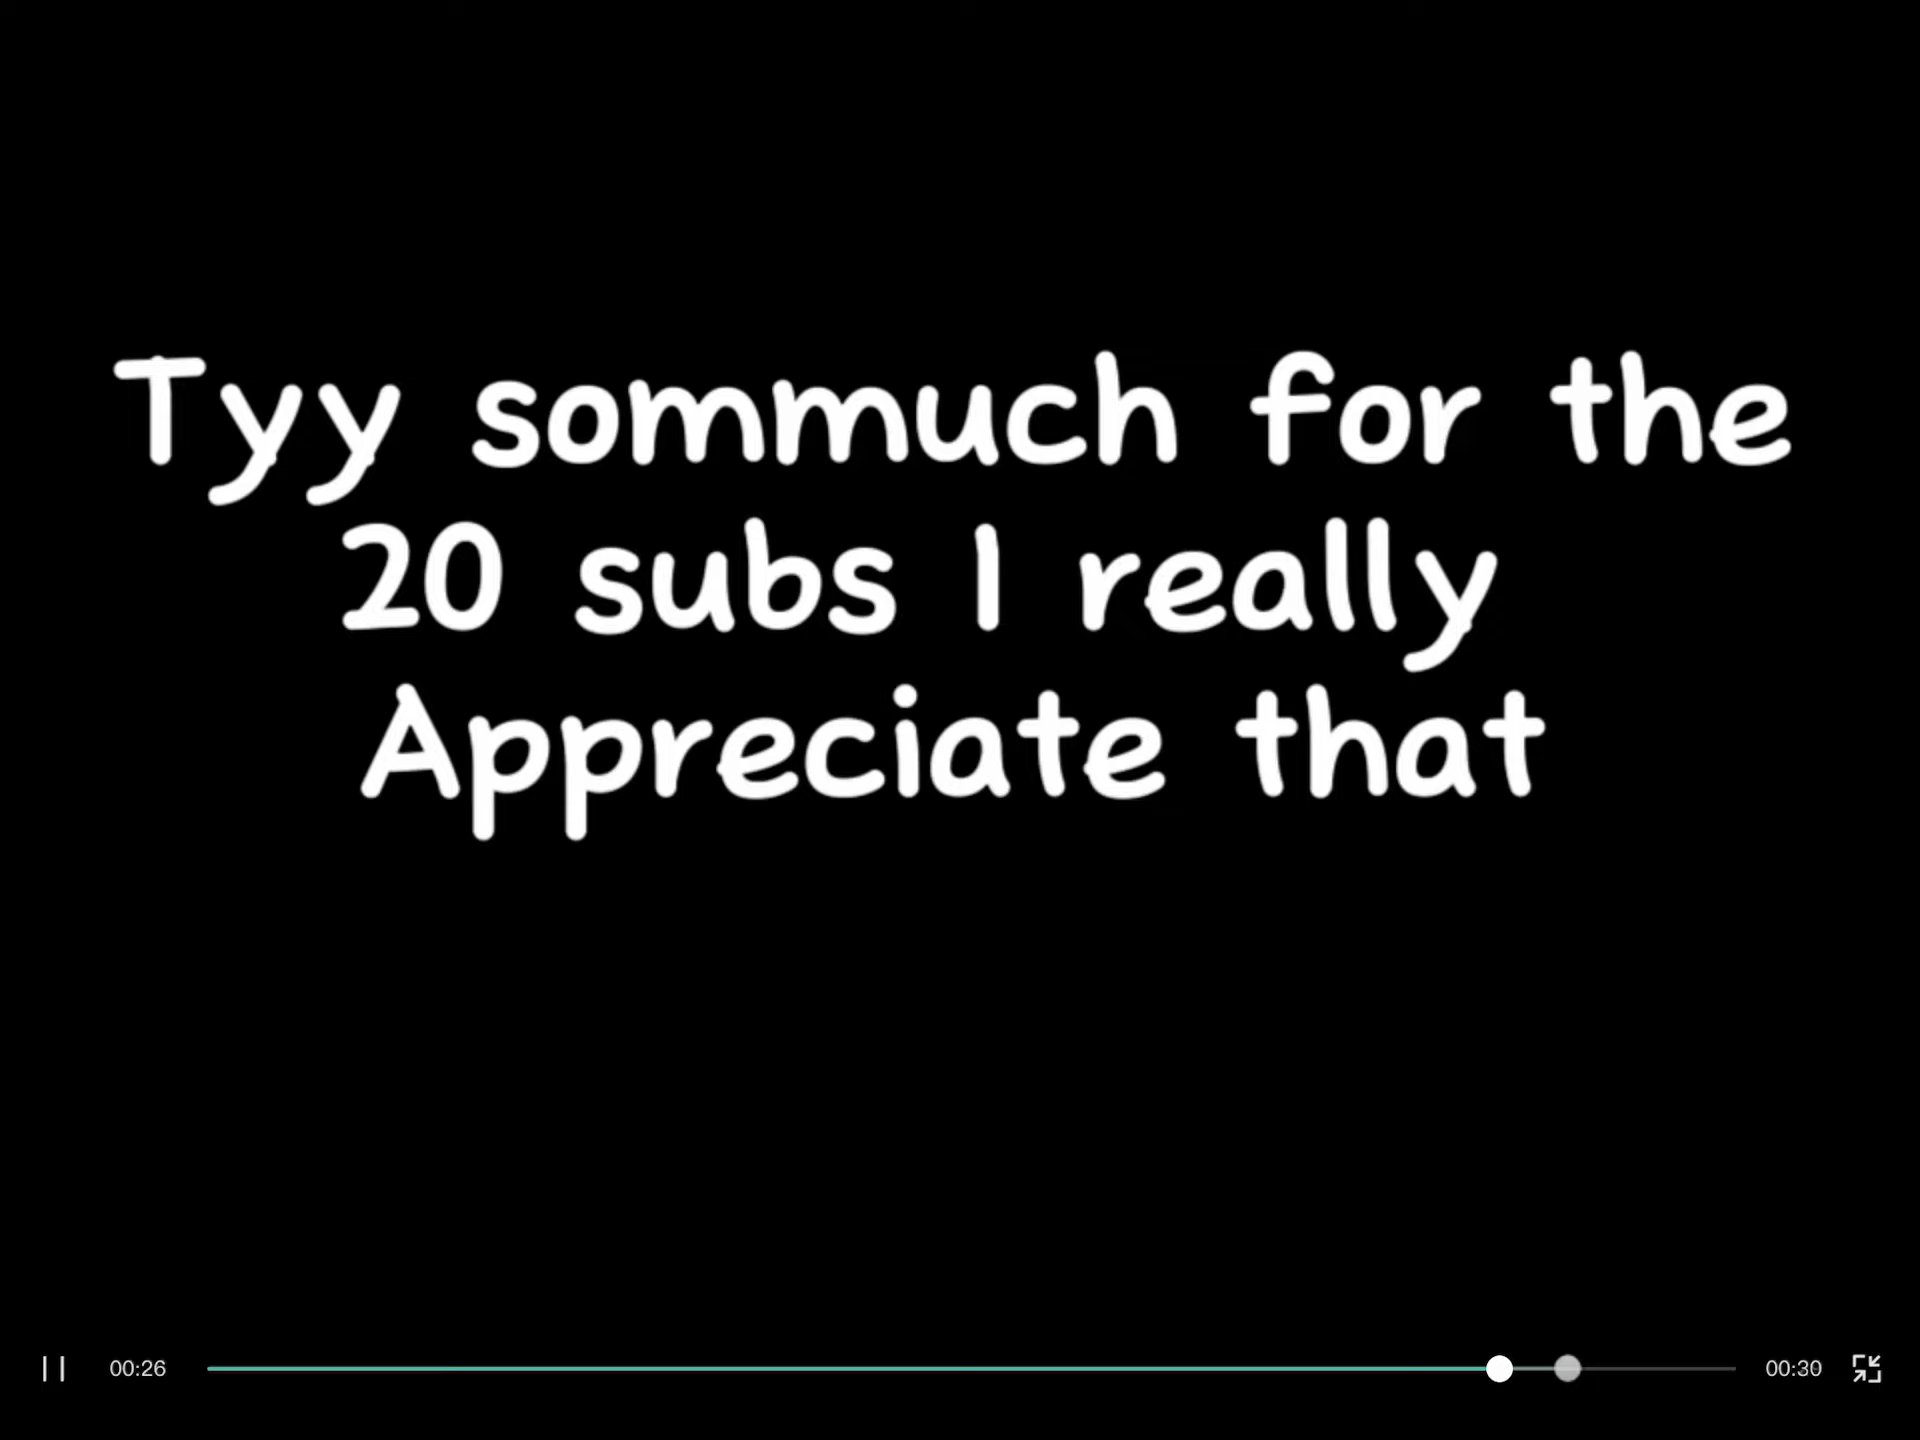 Tyy sommuch for the
20 subs I really
Appreciate that
00:26
00:30